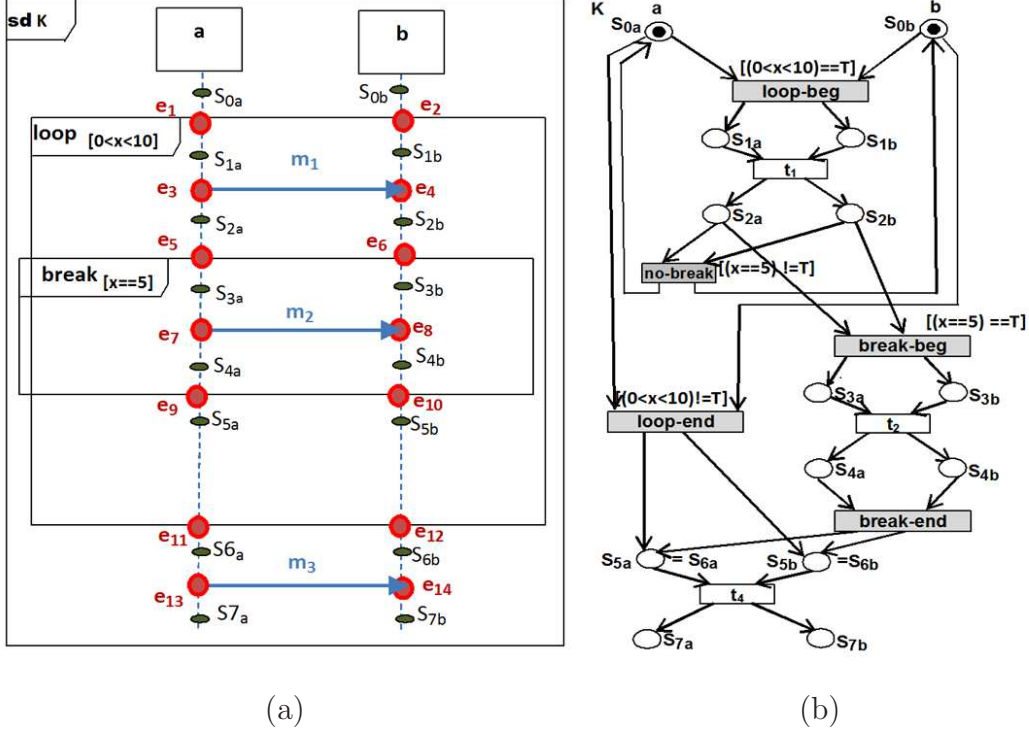 sd K
a
b
S0a
S0b
e1
e2
loop [0<x<10]
S1a
S1b
m1
e3
e4
S2a
S2b
e5
e6
break [x==5]
S3a
S3b
m2
e7
e8
S4a
S4b
e9
e10
S5a
S5b
e11
e12
S6a
S6b
m3
e13
e14
S7a
S7b
(a)
K
a
b
S0a
S0b
[(0<x<10)==T]
loop-beg
S1a
S1b
t1
S2a
S2b
no-break
[(x==5) !=T]
[(x==5) ==T]
break-beg
S3a
S3b
[(0<x<10)!=T]
loop-end
t2
S4a
S4b
break-end
S5a = S6a
S5b =S6b
t4
S7a
S7b
(b)